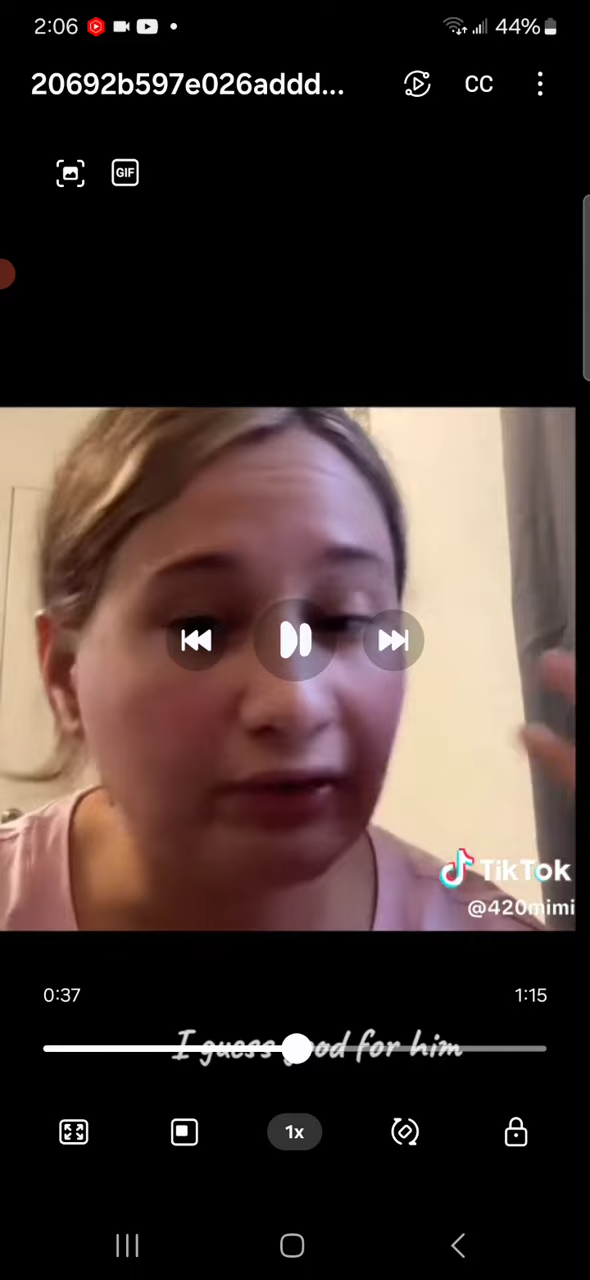 2:06
44%
20692b597e026addd...
CC
GIF
TikTok
@420mimi
0:37
1:15
I guess good for him
1x